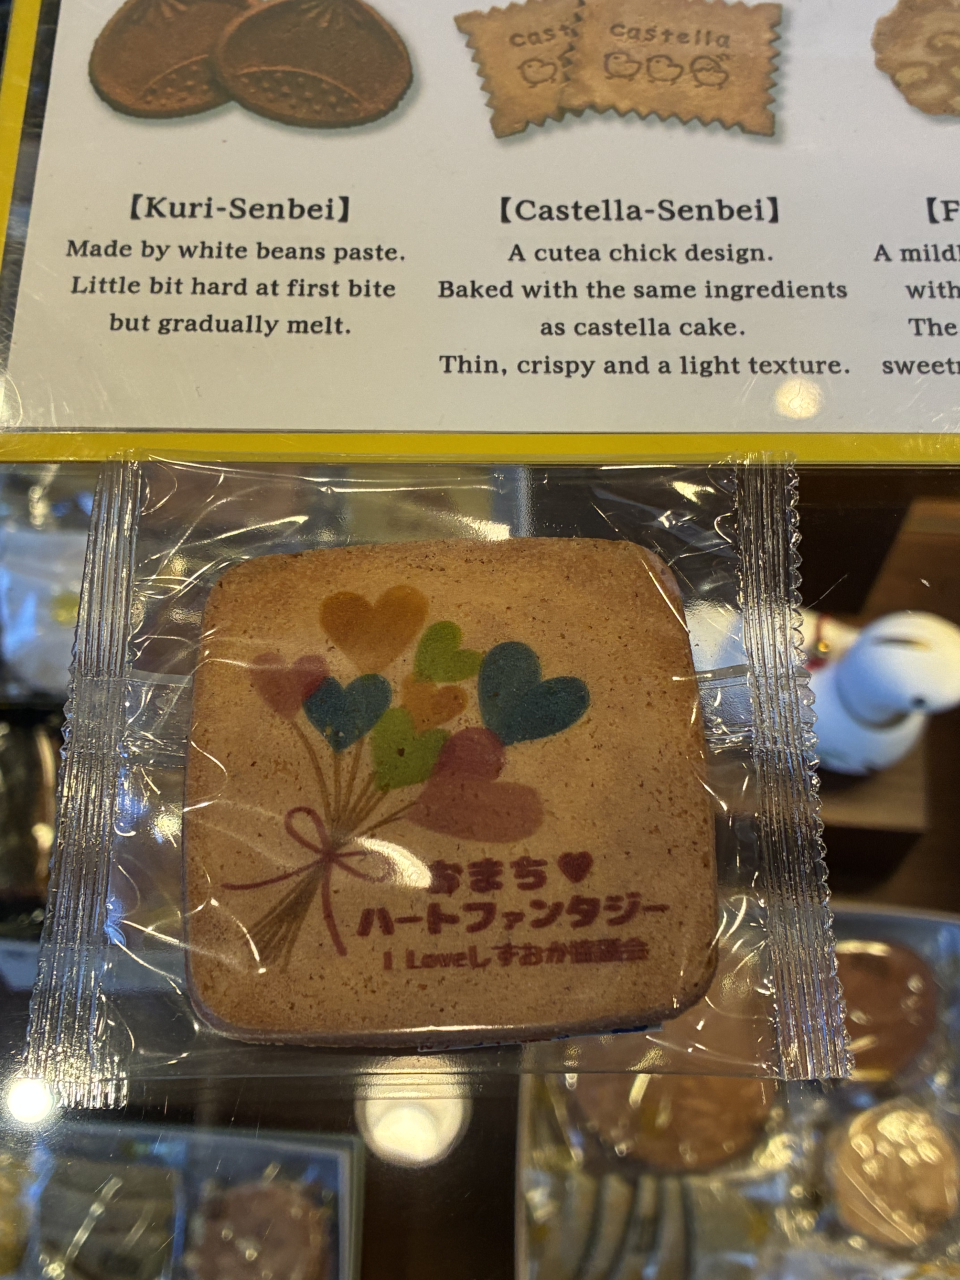 castella
castella
【Kuri-Senbei】
Made by white beans paste.
Little bit hard at first bite
but gradually melt.
【Castella-Senbei】
A cutea chick design.
Baked with the same ingredients
as castella cake.
Thin, crispy and a light texture.
A
with
The
おまち♥
ハートファンタジー
I Loveしずおか協議会